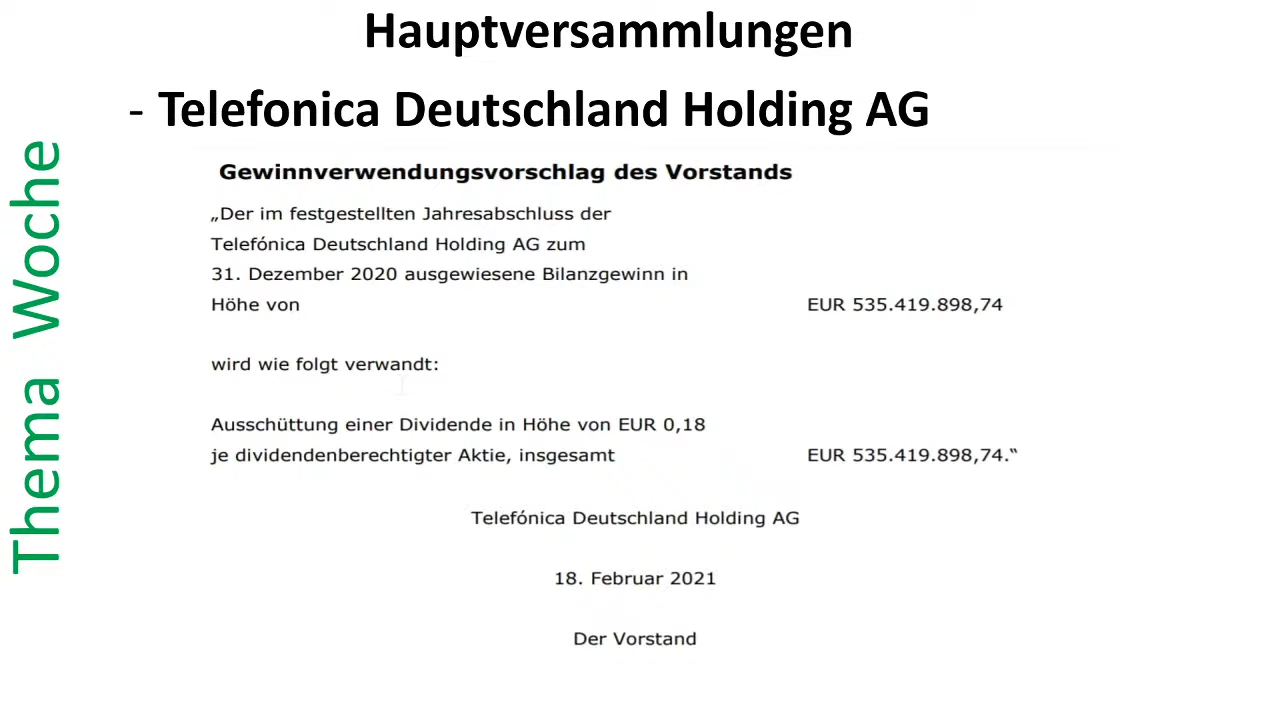 Hauptversammlungen
- Telefonica Deutschland Holding AG
Thema Woche
Gewinnverwendungsvorschlag des Vorstands
„Der im festgestellten Jahresabschluss der
Telefónica Deutschland Holding AG zum
31. Dezember 2020 ausgewiesene Bilanzgewinn in
Höhe von EUR 535.419.898,74
wird wie folgt verwandt:
Ausschüttung einer Dividende in Höhe von EUR 0,18
je dividendenberechtigter Aktie, insgesamt EUR 535.419.898,74.“
Telefónica Deutschland Holding AG
18. Februar 2021
Der Vorstand